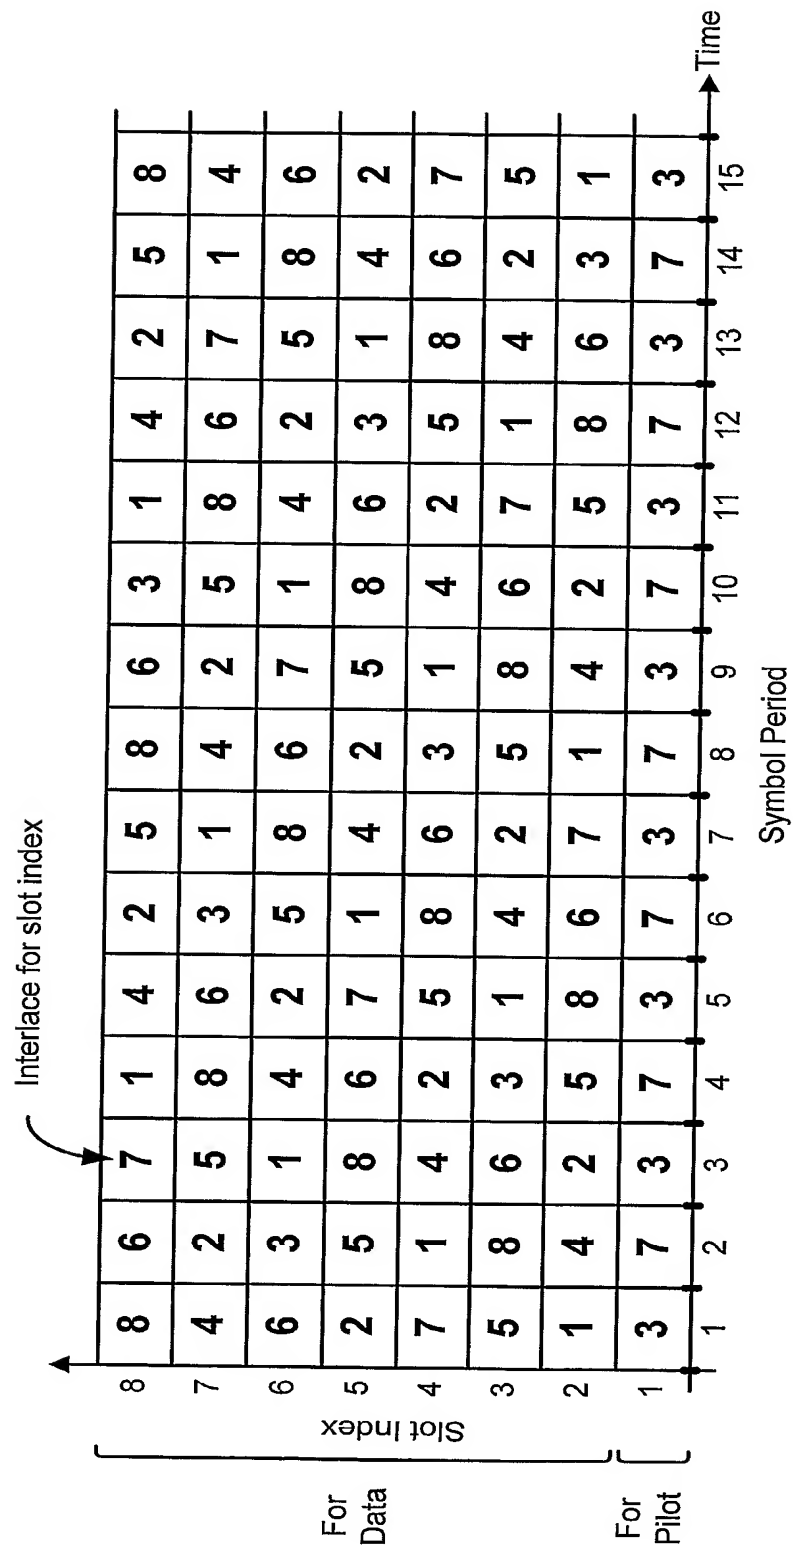 Interlace for slot index
For
Data
For
Pilot
Slot Index
8 8 6 7 1 4 2 5 8 6 3 1 4 2 5 8
7 4 2 5 8 6 3 1 4 2 5 8 6 7 1 4
6 6 3 1 4 2 5 8 6 7 1 4 2 5 8 6
5 2 5 8 6 7 1 4 2 5 8 6 3 1 4 2
4 7 1 4 2 5 8 6 3 1 4 2 5 8 6 7
3 5 8 6 3 1 4 2 5 8 6 7 1 4 2 5
2 1 4 2 5 8 6 7 1 4 2 5 8 6 3 1
1 3 7 3 7 3 7 3 7 3 7 3 7 3 7 3
1 2 3 4 5 6 7 8 9 10 11 12 13 14 15
Time
Symbol Period